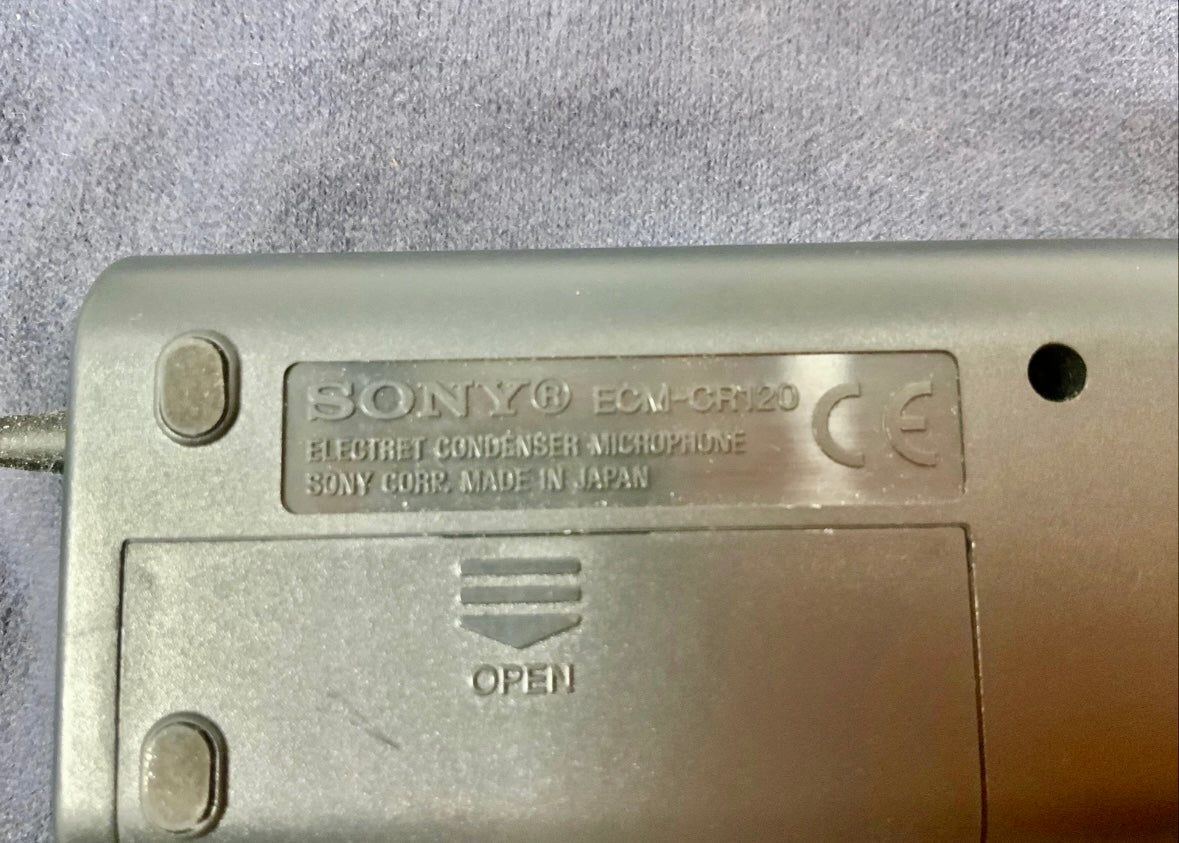 SONY® ECM-CR120
ELECTRET CONDENSER MICROPHONE
SONY CORP. MADE IN JAPAN
CE
OPEN